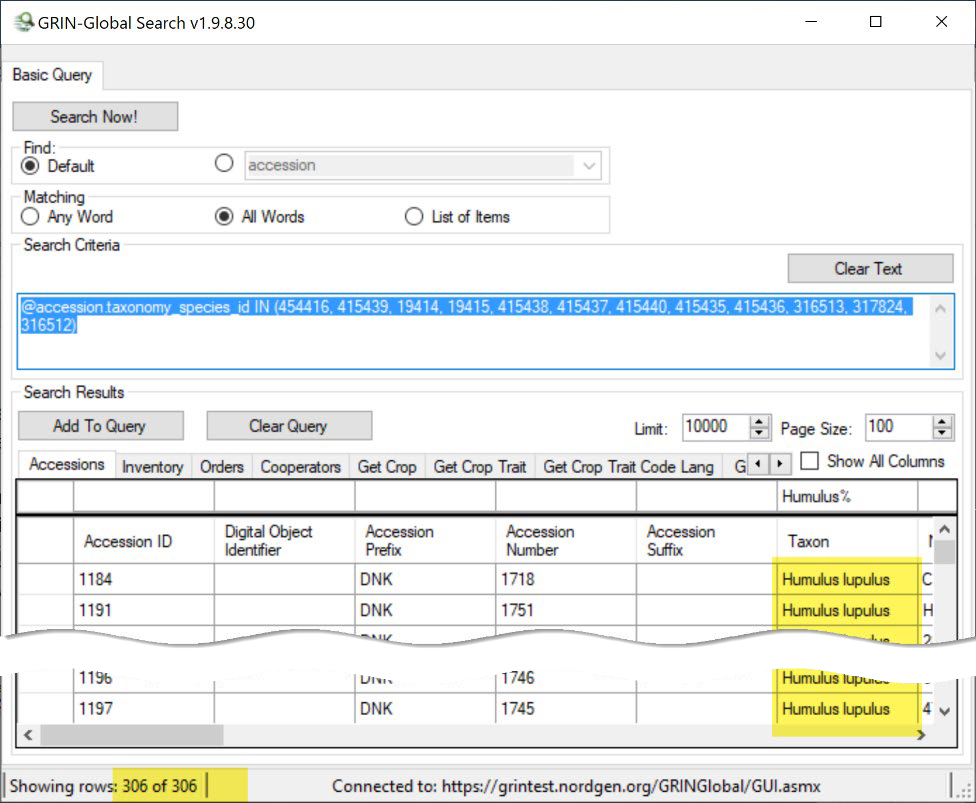 GRIN-Global Search v1.9.8.30
Basic Query
Search Now!
Find:
Default
accession
Matching
Any Word
All Words
List of Items
Search Criteria
Clear Text
@accession.taxonomy_species_id IN (454416, 415439, 19414, 19415, 415438, 415437, 415440, 415435, 415436, 316513, 317824,
316512)
Search Results
Add To Query
Clear Query
Limit: 10000
Page Size: 100
Accessions Inventory Orders Cooperators Get Crop Get Crop Trait Get Crop Trait Code Lang G
Show All Columns
Humulus%
Accession ID Digital Object Identifier Accession Prefix Accession Number Accession Suffix Taxon
1184 DNK 1718 Humulus lupulus C
1191 DNK 1751 Humulus lupulus H
DNK 2
1196 DNK 1746 Humulus lupulus
1197 DNK 1745 Humulus lupulus 4
Showing rows: 306 of 306
Connected to: https://grintest.nordgen.org/GRINGlobal/GUI.asmx